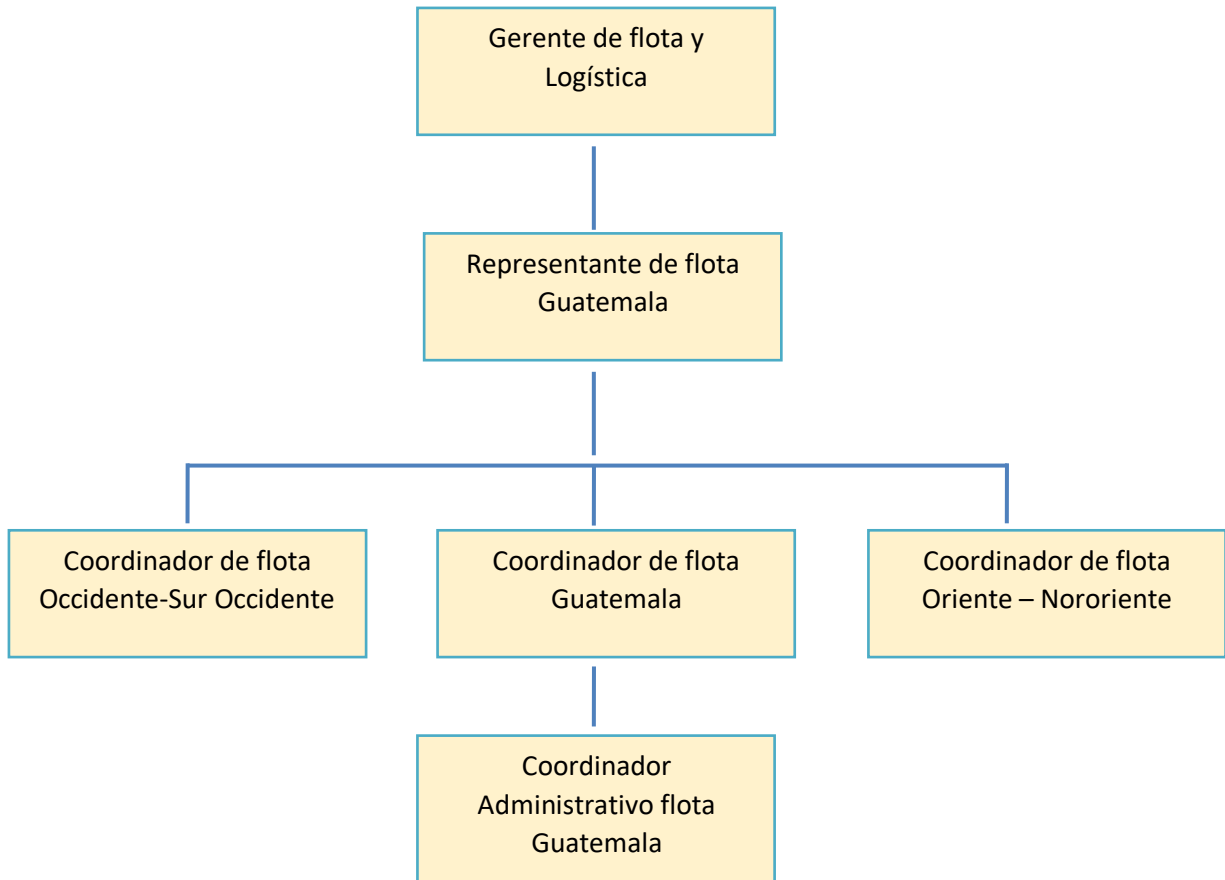 Gerente de flota y
Logística
Representante de flota
Guatemala
Coordinador de flota
Occidente-Sur Occidente
Coordinador de flota
Guatemala
Coordinador de flota
Oriente – Nororiente
Coordinador
Administrativo flota
Guatemala